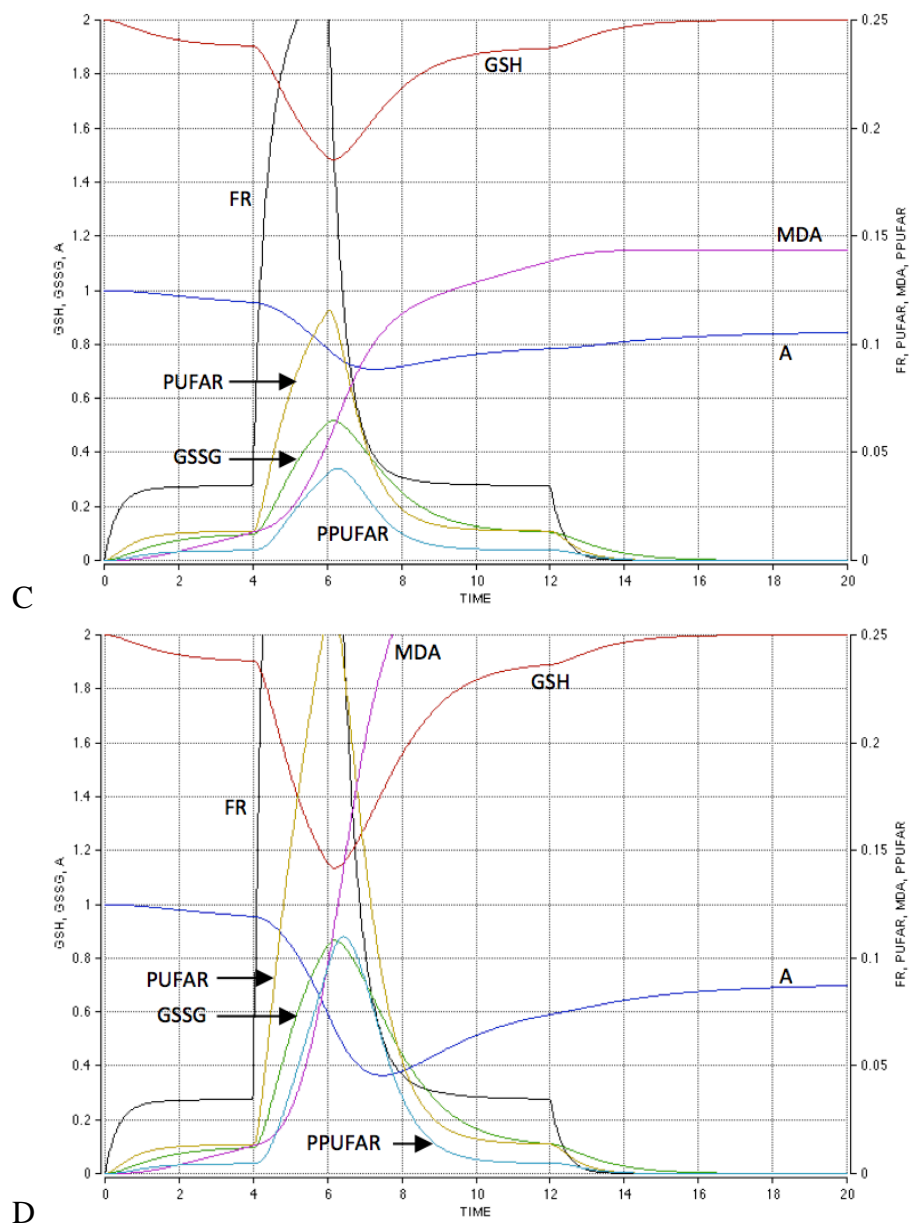 2
1.8
1.6
1.4
1.2
1
0.8
0.6
0.4
0.2
0
GSH, GSSG, A
0.25
0.2
0.15
0.1
0.05
0
FR, PUFAR, MDA, PPUFAR
GSH
FR
MDA
A
PUFAR
GSSG
PPUFAR
0 2 4 6 8 10 12 14 16 18 20
TIME
C
2
1.8
1.6
1.4
1.2
1
0.8
0.6
0.4
0.2
0
GSH, GSSG, A
0.25
0.2
0.15
0.1
0.05
0
FR, PUFAR, MDA, PPUFAR
MDA
GSH
FR
A
PUFAR
GSSG
PPUFAR
0 2 4 6 8 10 12 14 16 18 20
TIME
D